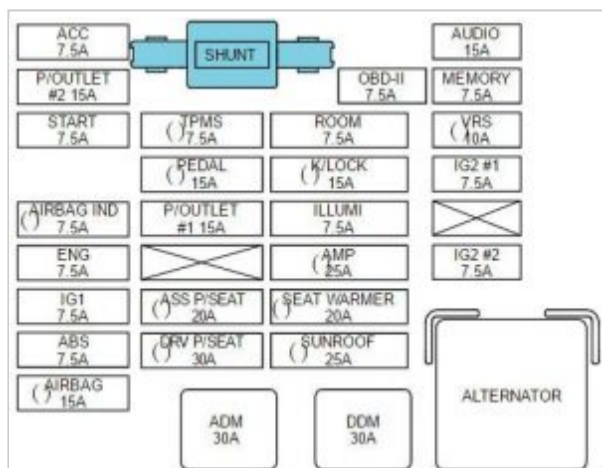 ACC
7.5A
SHUNT
AUDIO
15A
P/OUTLET
#2 15A
OBD-II
7.5A
MEMORY
7.5A
START
7.5A
( ) TPMS
7.5A
ROOM
7.5A
( ) VRS
10A
( ) PEDAL
15A
( ) K/LOCK
15A
IG2 #1
7.5A
( ) AIRBAG IND
7.5A
P/OUTLET
#1 15A
ILLUMI
7.5A
ENG
7.5A
( ) AMP
25A
IG2 #2
7.5A
IG1
7.5A
( ) ASS P/SEAT
20A
( ) SEAT WARMER
20A
ABS
7.5A
( ) DRV P/SEAT
30A
( ) SUNROOF
25A
( ) AIRBAG
15A
ADM
30A
DDM
30A
ALTERNATOR